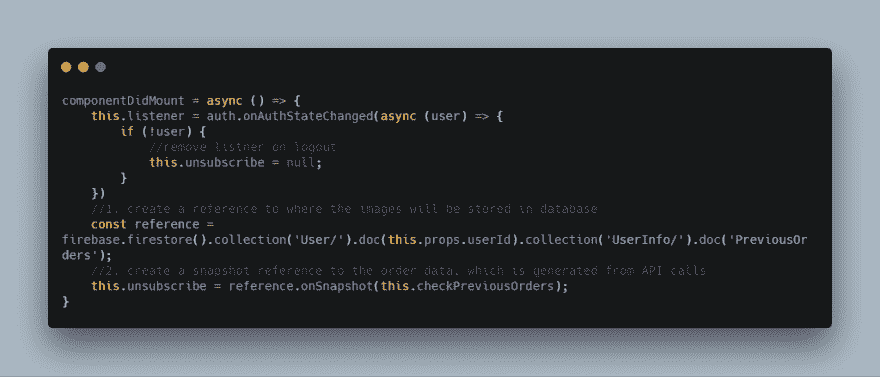 componentDidMount = async () => {
this.listener = auth.onAuthStateChanged(async (user) => {
if (!user) {
//remove listner on logout
this.unsubscribe = null;
}
})
//1. create a reference to where the images will be stored in database
const reference =
firebase.firestore().collection('User/').doc(this.props.userId).collection('UserInfo/').doc('PreviousOr
ders');
//2. create a snapshot reference to the order data, which is generated from API calls
this.unsubscribe = reference.onSnapshot(this.checkPreviousOrders);
}